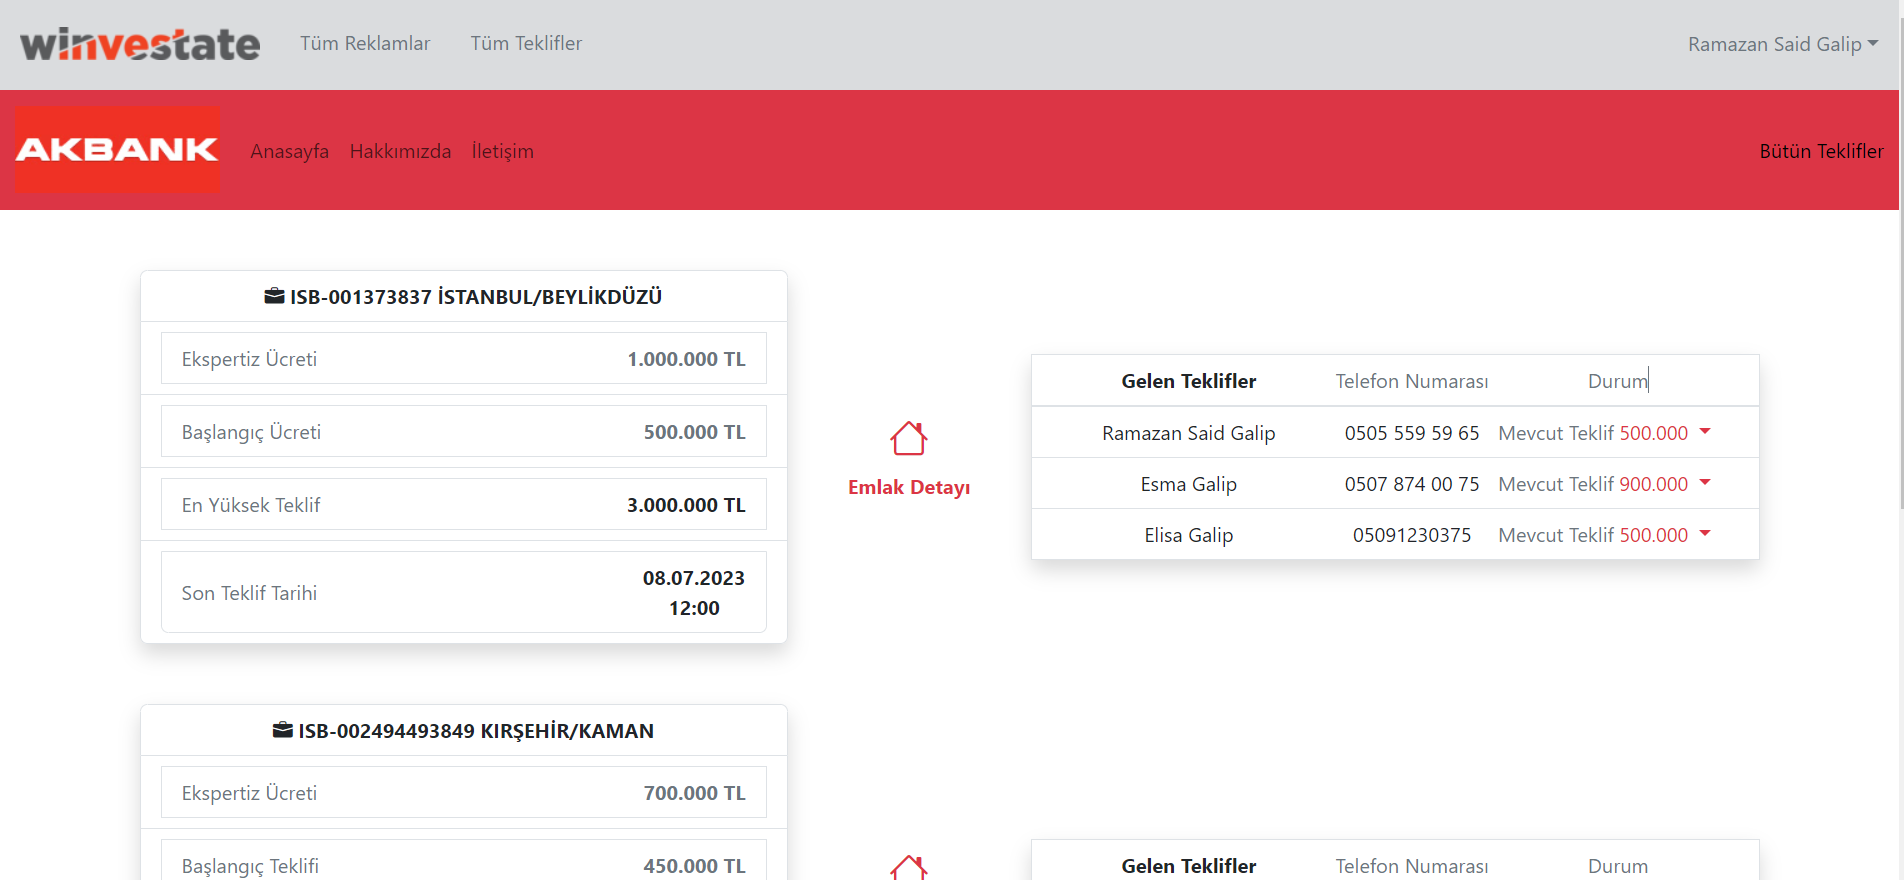 winvestate Tüm Reklamlar Tüm Teklifler Ramazan Said Galip
AKBANK Anasayfa Hakkımızda İletişim Bütün Teklifler
ISB-001373837 İSTANBUL/BEYLİKDÜZÜ
Ekspertiz Ücreti 1.000.000 TL
Başlangıç Ücreti 500.000 TL
En Yüksek Teklif 3.000.000 TL
Son Teklif Tarihi 08.07.2023
12:00
Emlak Detayı
Gelen Teklifler Telefon Numarası Durum
Ramazan Said Galip 0505 559 59 65 Mevcut Teklif 500.000
Esma Galip 0507 874 00 75 Mevcut Teklif 900.000
Elisa Galip 05091230375 Mevcut Teklif 500.000
ISB-002494493849 KIRŞEHİR/KAMAN
Ekspertiz Ücreti 700.000 TL
Başlangıç Teklifi 450.000 TL
Gelen Teklifler Telefon Numarası Durum